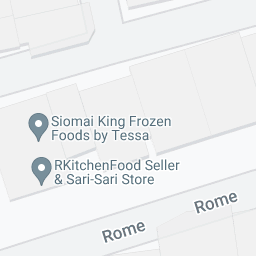 Siomai King Frozen
Foods by Tessa
RKitchenFood Seller
& Sari-Sari Store
Rome
Rome